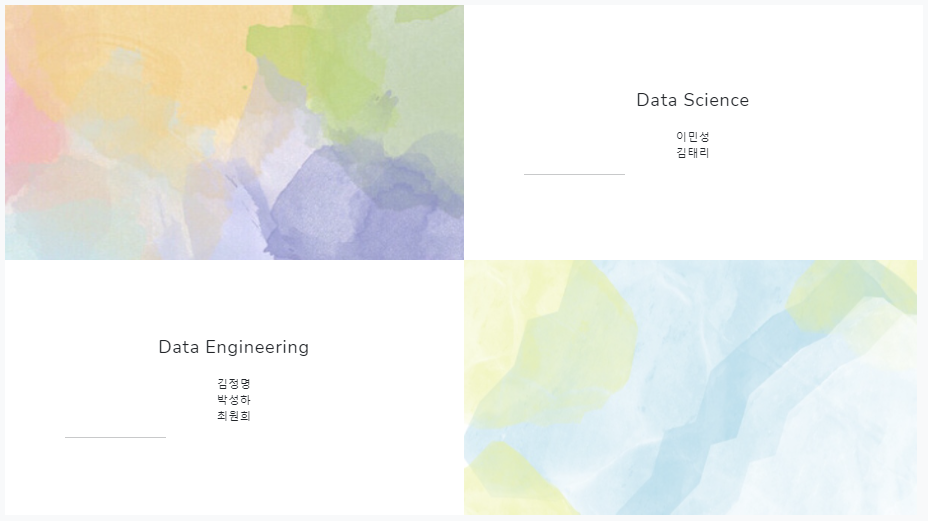 Data Science
이민성
김태리
Data Engineering
김정명
박성하
최원희